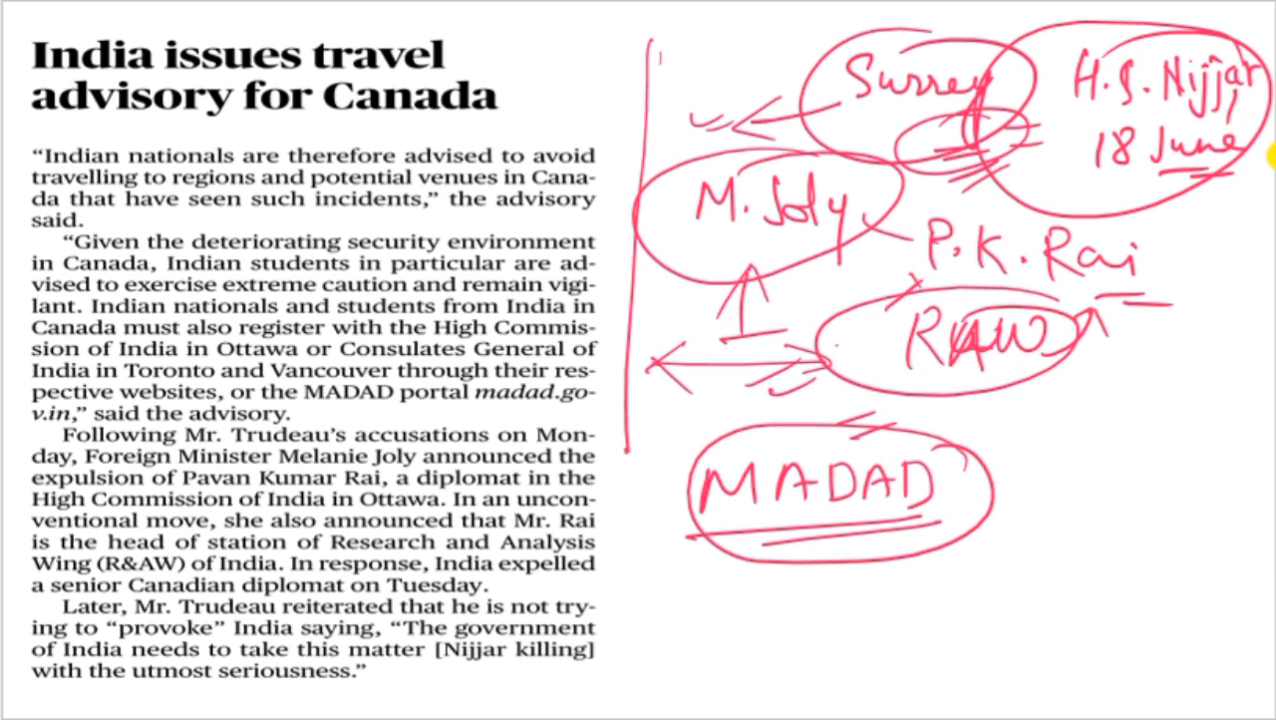 India issues travel
advisory for Canada
“Indian nationals are therefore advised to avoid
travelling to regions and potential venues in Cana-
da that have seen such incidents,” the advisory
said.
“Given the deteriorating security environment
in Canada, Indian students in particular are ad-
vised to exercise extreme caution and remain vigi-
lant. Indian nationals and students from India in
Canada must also register with the High Commis-
sion of India in Ottawa or Consulates General of
India in Toronto and Vancouver through their res-
pective websites, or the MADAD portal madad.go-
v.in,” said the advisory.
Following Mr. Trudeau’s accusations on Mon-
day, Foreign Minister Melanie Joly announced the
expulsion of Pavan Kumar Rai, a diplomat in the
High Commission of India in Ottawa. In an uncon-
ventional move, she also announced that Mr. Rai
is the head of station of Research and Analysis
Wing (R&AW) of India. In response, India expelled
a senior Canadian diplomat on Tuesday.
Later, Mr. Trudeau reiterated that he is not try-
ing to “provoke” India saying, “The government
of India needs to take this matter [Nijjar killing]
with the utmost seriousness.”
Surrey
H.S. Nijjar
18 June
M. Joly
P.K. Rai
RAW
MADAD